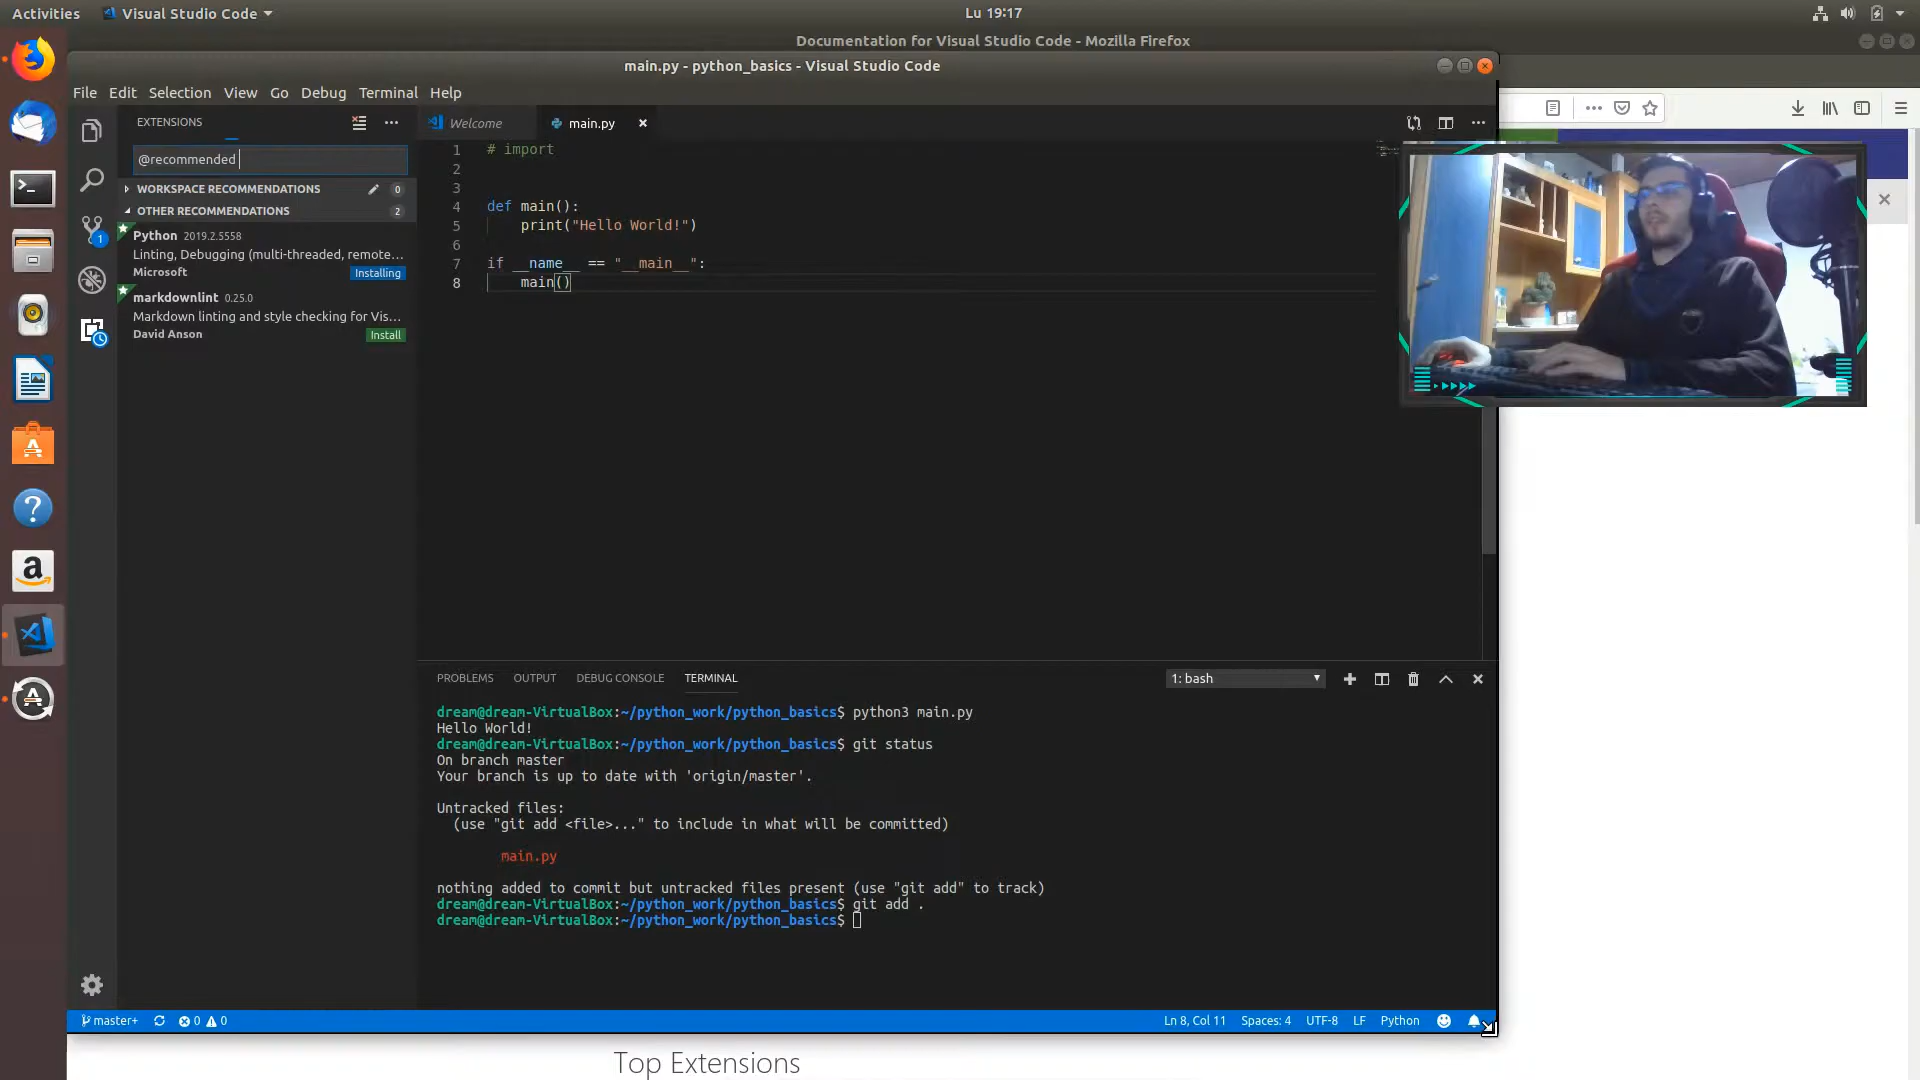 Activities
Visual Studio Code
Lu 19:17
Documentation for Visual Studio Code - Mozilla Firefox
main.py - python_basics - Visual Studio Code
File Edit Selection View Go Debug Terminal Help
EXTENSIONS
@recommended
WORKSPACE RECOMMENDATIONS 0
OTHER RECOMMENDATIONS 2
Python 2019.2.5558
Linting, Debugging (multi-threaded, remote...
Microsoft Installing
markdownlint 0.25.0
Markdown linting and style checking for Vis...
David Anson Install
1
Welcome
main.py
1 # import
2
3
4 def main():
5 print("Hello World!")
6
7 if __name__ == "__main__":
8 main()
PROBLEMS OUTPUT DEBUG CONSOLE TERMINAL
1: bash
dream@dream-VirtualBox:~/python_work/python_basics$ python3 main.py
Hello World!
dream@dream-VirtualBox:~/python_work/python_basics$ git status
On branch master
Your branch is up to date with 'origin/master'.
Untracked files:
(use "git add <file>..." to include in what will be committed)
main.py
nothing added to commit but untracked files present (use "git add" to track)
dream@dream-VirtualBox:~/python_work/python_basics$ git add .
dream@dream-VirtualBox:~/python_work/python_basics$
master+ 0 0
Ln 8, Col 11 Spaces: 4 UTF-8 LF Python
Top Extensions